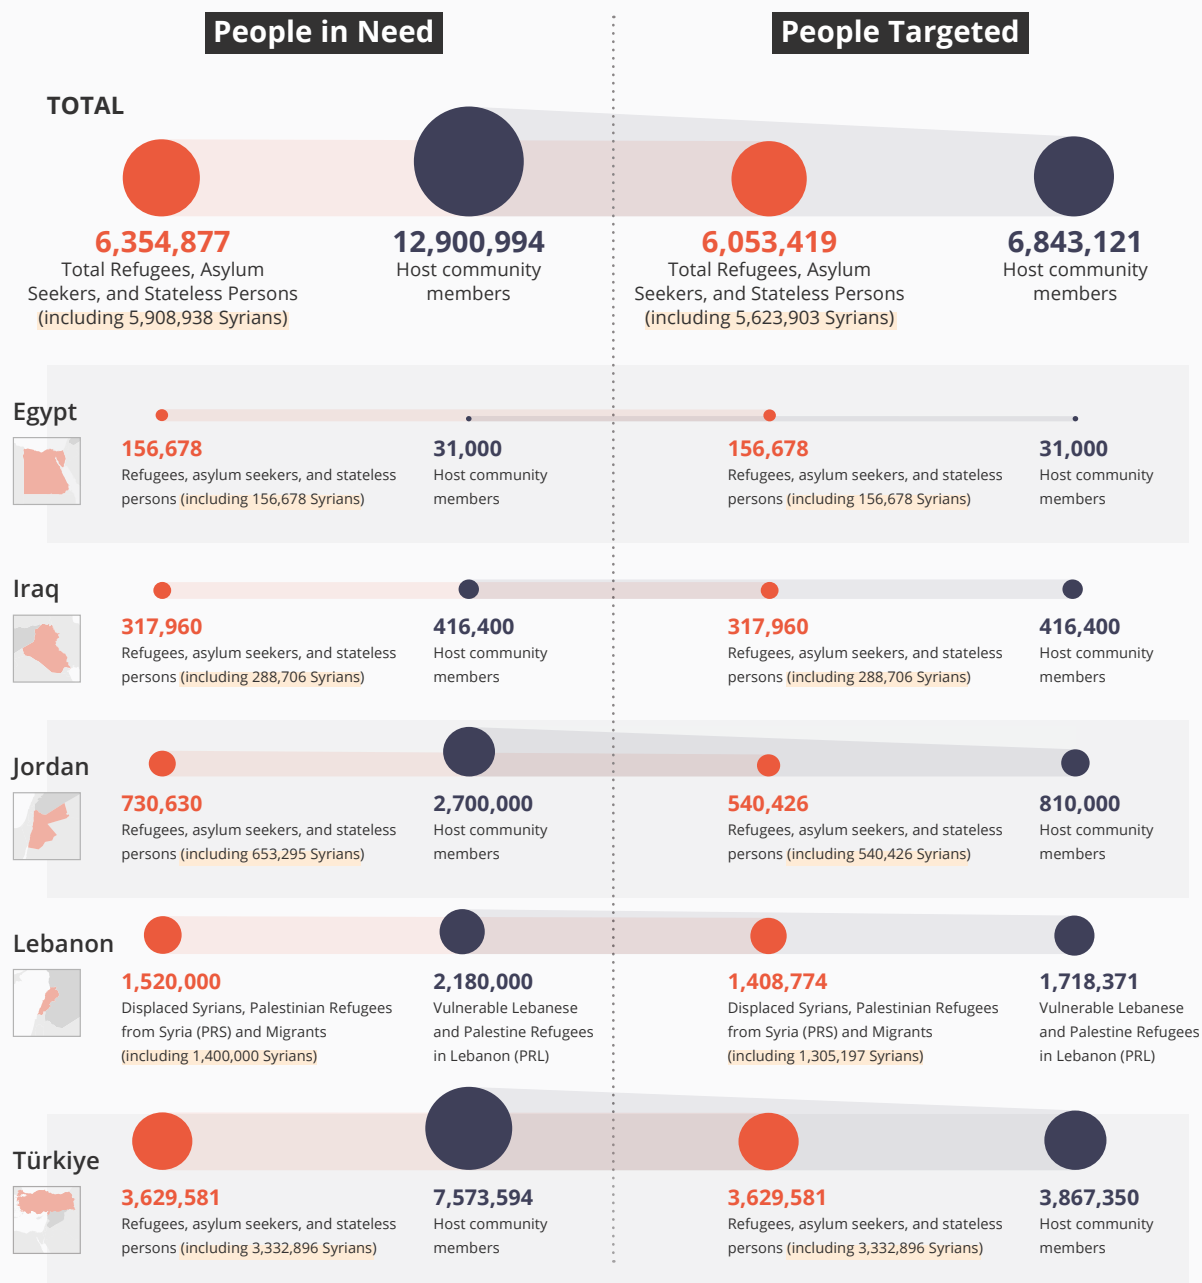 People in Need
People Targeted
TOTAL
6,354,877
Total Refugees, Asylum
Seekers, and Stateless Persons
(including 5,908,938 Syrians)
12,900,994
Host community
members
6,053,419
Total Refugees, Asylum
Seekers, and Stateless Persons
(including 5,623,903 Syrians)
6,843,121
Host community
members
Egypt
156,678
Refugees, asylum seekers, and stateless
persons (including 156,678 Syrians)
31,000
Host community
members
156,678
Refugees, asylum seekers, and stateless
persons (including 156,678 Syrians)
31,000
Host community
members
Iraq
317,960
Refugees, asylum seekers, and stateless
persons (including 288,706 Syrians)
416,400
Host community
members
317,960
Refugees, asylum seekers, and stateless
persons (including 288,706 Syrians)
416,400
Host community
members
Jordan
730,630
Refugees, asylum seekers, and stateless
persons (including 653,295 Syrians)
2,700,000
Host community
members
540,426
Refugees, asylum seekers, and stateless
persons (including 540,426 Syrians)
810,000
Host community
members
Lebanon
1,520,000
Displaced Syrians, Palestinian Refugees
from Syria (PRS) and Migrants
(including 1,400,000 Syrians)
2,180,000
Vulnerable Lebanese
and Palestine Refugees
in Lebanon (PRL)
1,408,774
Displaced Syrians, Palestinian Refugees
from Syria (PRS) and Migrants
(including 1,305,197 Syrians)
1,718,371
Vulnerable Lebanese
and Palestine Refugees
in Lebanon (PRL)
Türkiye
3,629,581
Refugees, asylum seekers, and stateless
persons (including 3,332,896 Syrians)
7,573,594
Host community
members
3,629,581
Refugees, asylum seekers, and stateless
persons (including 3,332,896 Syrians)
3,867,350
Host community
members